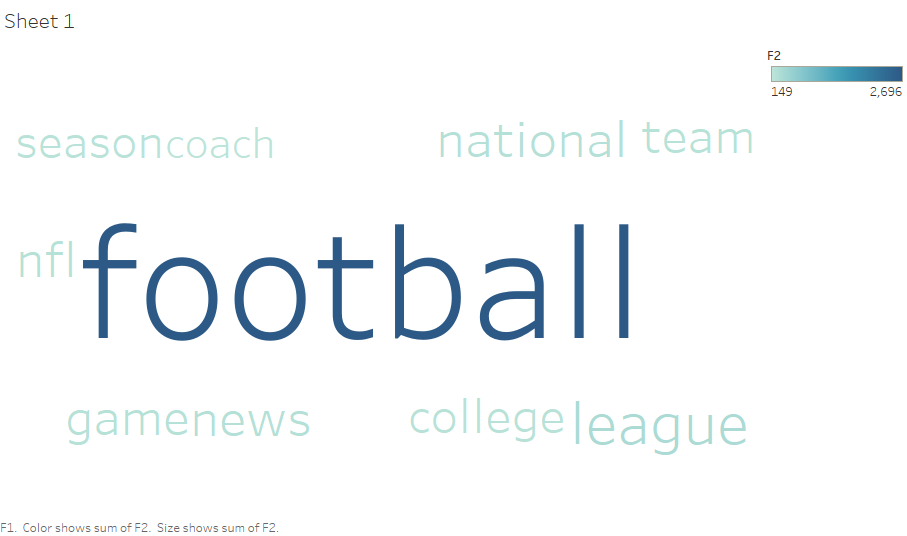 Sheet 1
F2
149 2,696
season coach national team
nfl football
game news college league
F1. Color shows sum of F2. Size shows sum of F2.